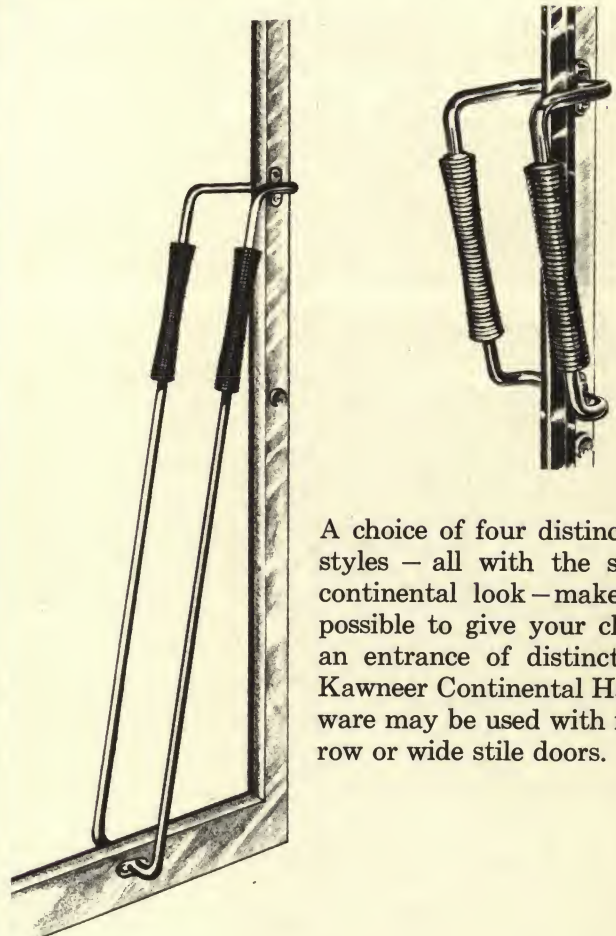 A choice of four distinc
styles — all with the s
continental look — make
possible to give your cl
an entrance of distinct
Kawneer Continental H
ware may be used with
row or wide stile doors.